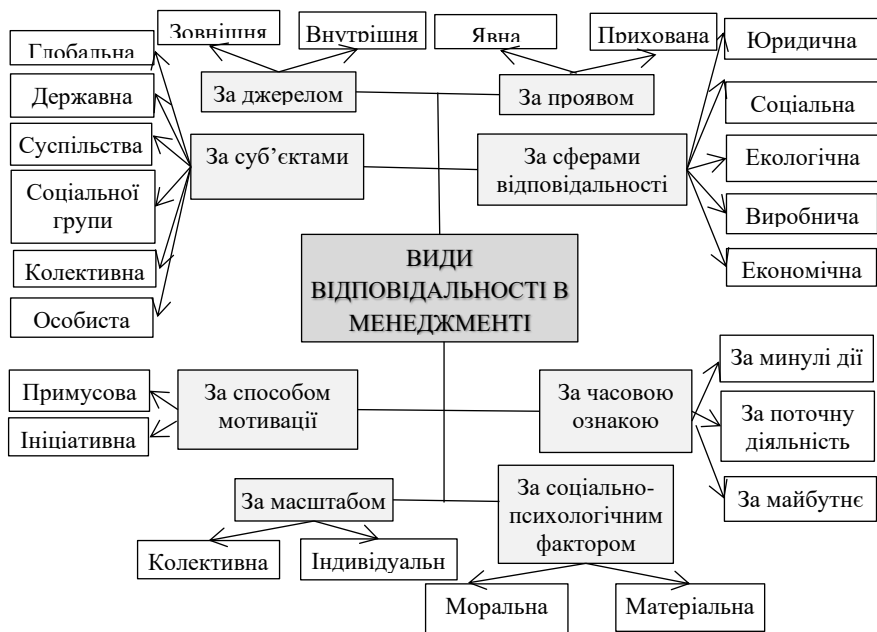 Зовнішня
Внутрішня
Явна
Прихована
Юридична
Глобальна
За джерелом
За проявом
Державна
Соціальна
Суспільства
За суб’єктами
За сферами
відповідальності
Екологічна
Соціальної
групи
Виробнича
Колективна
Економічна
Особиста
ВИДИ
ВІДПОВІДАЛЬНОСТІ В
МЕНЕДЖМЕНТІ
За минулі дії
Примусова
За способом
мотивації
За часовою
ознакою
За поточну
діяльність
Ініціативна
За масштабом
За соціально-
психологічним
фактором
За майбутнє
Колективна
Індивідуальн
Моральна
Матеріальна